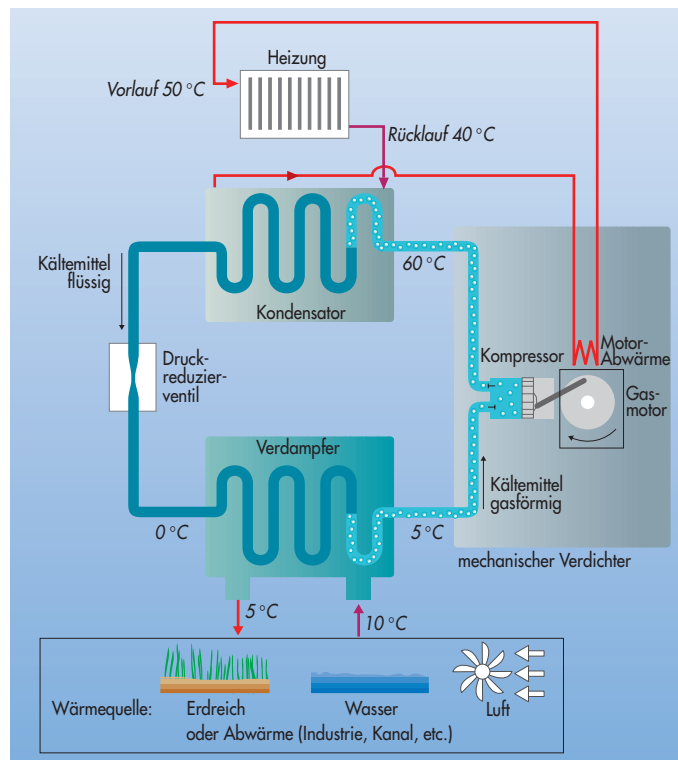 Heizung
Vorlauf 50 °C
Rücklauf 40 °C
Kältemittel
flüssig
60 °C
Kondensator
Druck-
reduzier-
ventil
Kompressor
Motor-
Abwärme
Gas-
motor
Verdampfer
Kältemittel
gasförmig
0 °C
5 °C
mechanischer Verdichter
5 °C
10 °C
Wärmequelle:
Erdreich
Wasser
Luft
oder Abwärme (Industrie, Kanal, etc.)